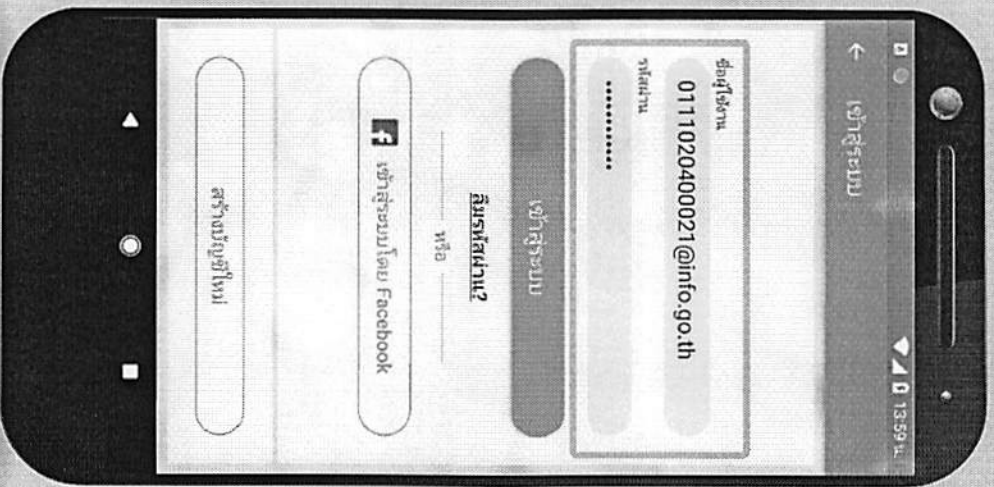 13:59 น.
เข้าสู่ระบบ
ชื่อผู้ใช้งาน
0111020400021@info.go.th
รหัสผ่าน
••••••••••••
เข้าสู่ระบบ
ลืมรหัสผ่าน?
หรือ
f เข้าสู่ระบบโดย Facebook
สร้างบัญชีใหม่